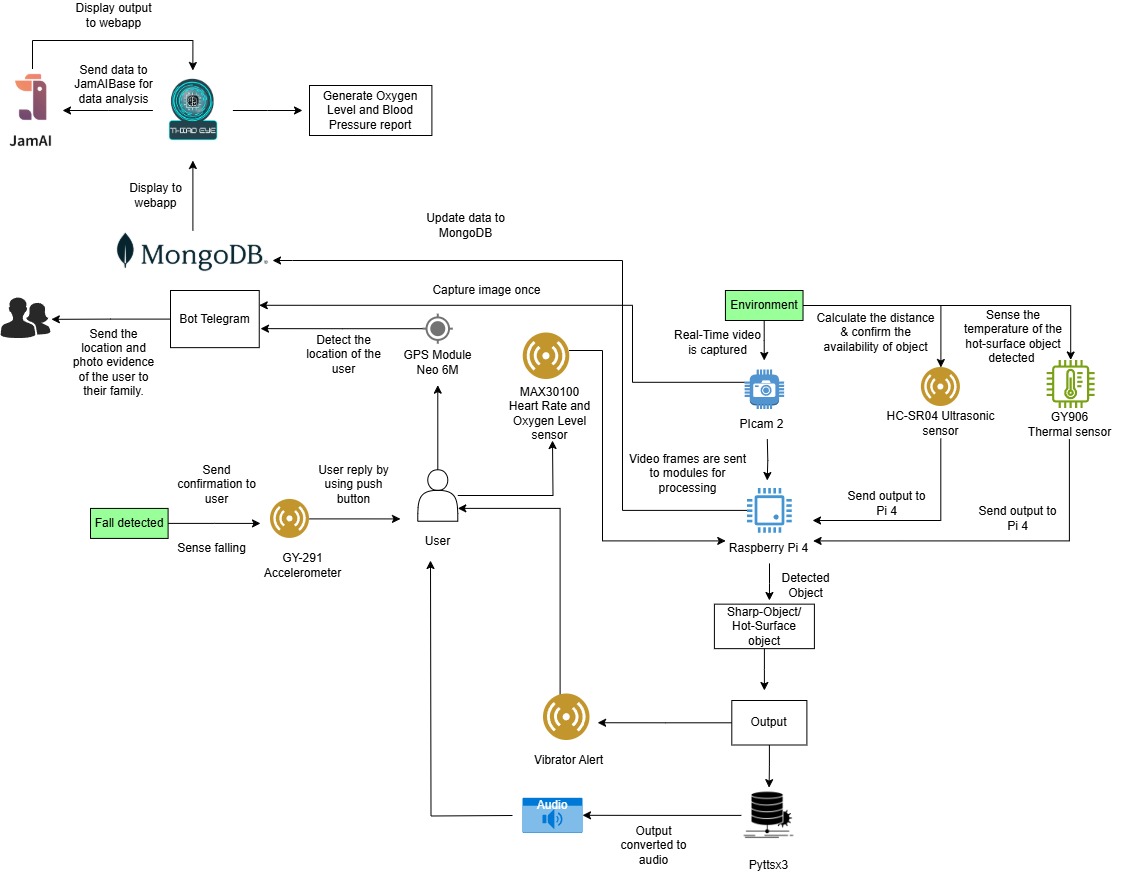 Display output
to webapp
Send data to
JamAIBase for
data analysis
JamAI
THIRD EYE
Generate Oxygen
Level and Blood
Pressure report
Display to
webapp
MongoDB.
Update data to
MongoDB
Bot Telegram
Send the
location and
photo evidence
of the user to
their family.
Capture image once
Detect the
location of the
user
GPS Module
Neo 6M
MAX30100
Heart Rate and
Oxygen Level
sensor
Environment
Real-Time video
is captured
Calculate the distance
& confirm the
availability of object
Sense the
temperature of the
hot-surface object
detected
PIcam 2
HC-SR04 Ultrasonic
sensor
GY906
Thermal sensor
Video frames are sent
to modules for
processing
Send output to
Pi 4
Send output to
Pi 4
Raspberry Pi 4
Fall detected
Send
confirmation to
user
Sense falling
GY-291
Accelerometer
User reply by
using push
button
User
Detected
Object
Sharp-Object/
Hot-Surface
object
Output
Vibrator Alert
Audio
Output
converted to
audio
Pyttsx3